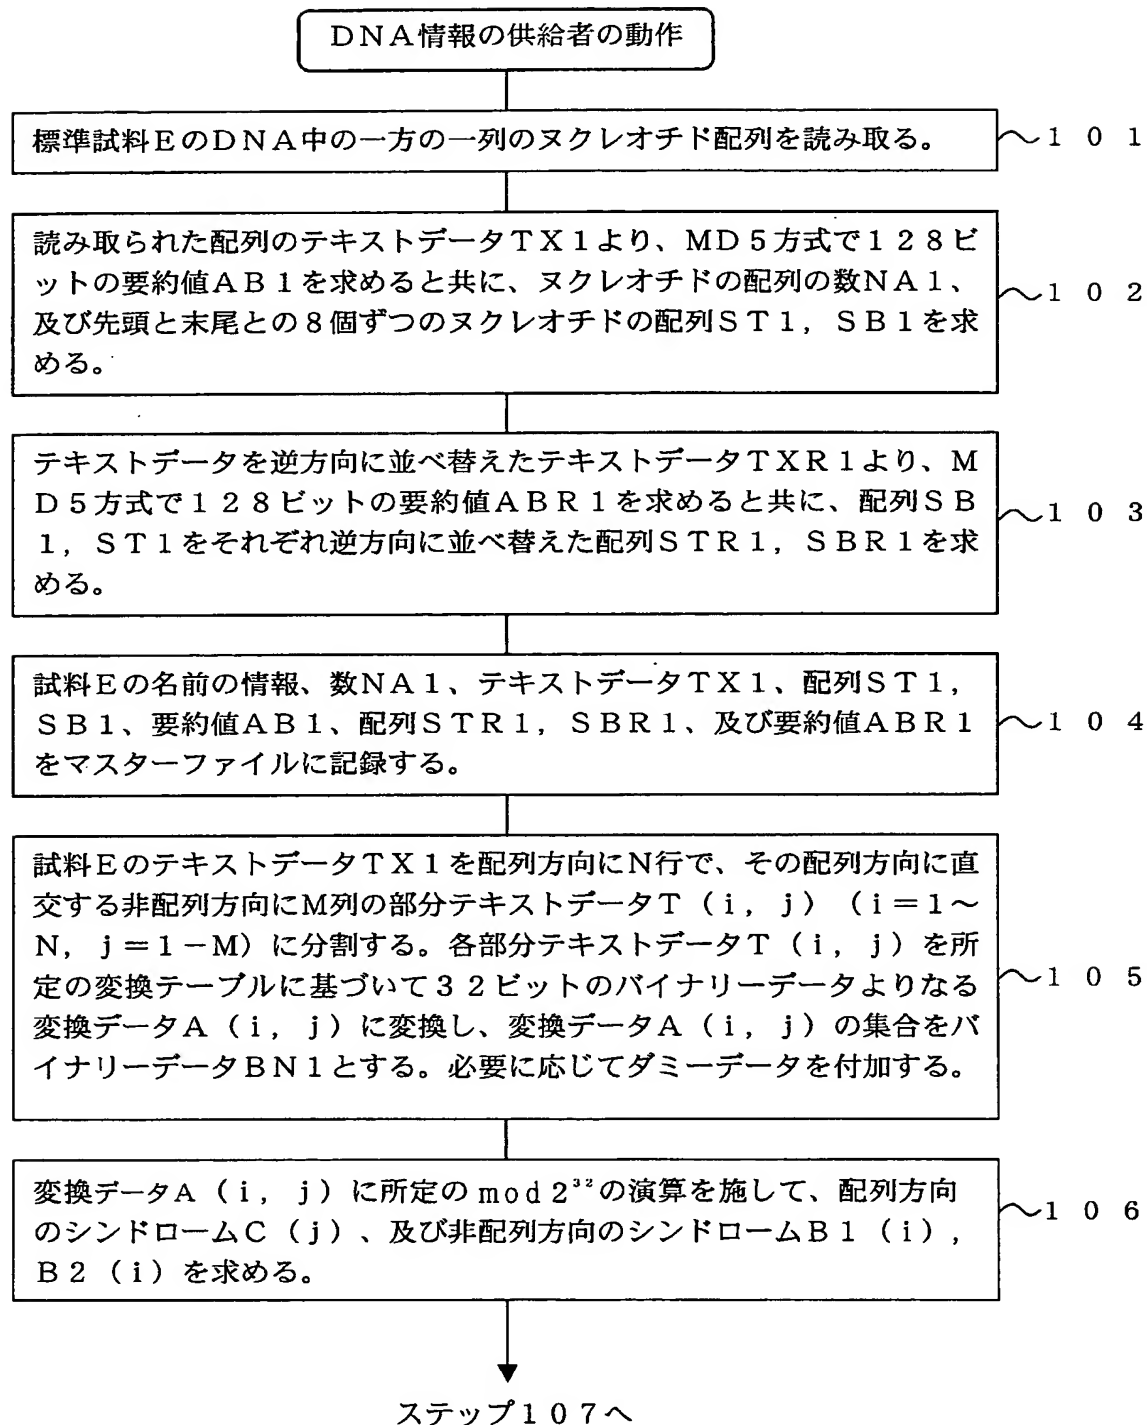 DNA情報の供給者の動作
標準試料EのDNA中の一方の一列のヌクレオチド配列を読み取る。
101
読み取られた配列のテキストデータTX1より、MD5方式で128ビ
ットの要約値AB1を求めると共に、ヌクレオチドの配列の数NA1、
及び先頭と末尾との8個ずつのヌクレオチドの配列ST1，SB1を求
める。
102
テキストデータを逆方向に並べ替えたテキストデータTXR1より、M
D5方式で128ビットの要約値ABR1を求めると共に、配列SB
1，ST1をそれぞれ逆方向に並べ替えた配列STR1，SBR1を求
める。
103
試料Eの名前の情報、数NA1、テキストデータTX1、配列ST1，
SB1、要約値AB1、配列STR1，SBR1、及び要約値ABR1
をマスターファイルに記録する。
104
試料EのテキストデータTX1を配列方向にN行で、その配列方向に直
交する非配列方向にM列の部分テキストデータT（i，j）（i＝1～
N，j＝1－M）に分割する。各部分テキストデータT（i，j）を所
定の変換テーブルに基づいて32ビットのバイナリーデータよりなる
変換データA（i，j）に変換し、変換データA（i，j）の集合をバ
イナリーデータBN1とする。必要に応じてダミーデータを付加する。
105
変換データA（i，j）に所定のmod2³²の演算を施して、配列方向
のシンドロームC（j）、及び非配列方向のシンドロームB1（i），
B2（i）を求める。
106
ステップ107へ